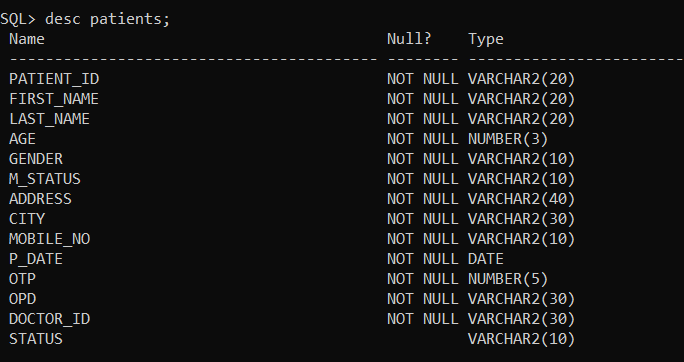 SQL> desc patients;
Name Null? Type
----------------------------------------- -------- ------------------------
PATIENT_ID NOT NULL VARCHAR2(20)
FIRST_NAME NOT NULL VARCHAR2(20)
LAST_NAME NOT NULL VARCHAR2(20)
AGE NOT NULL NUMBER(3)
GENDER NOT NULL VARCHAR2(10)
M_STATUS NOT NULL VARCHAR2(10)
ADDRESS NOT NULL VARCHAR2(40)
CITY NOT NULL VARCHAR2(30)
MOBILE_NO NOT NULL VARCHAR2(10)
P_DATE NOT NULL DATE
OTP NOT NULL NUMBER(5)
OPD NOT NULL VARCHAR2(30)
DOCTOR_ID NOT NULL VARCHAR2(30)
STATUS VARCHAR2(10)